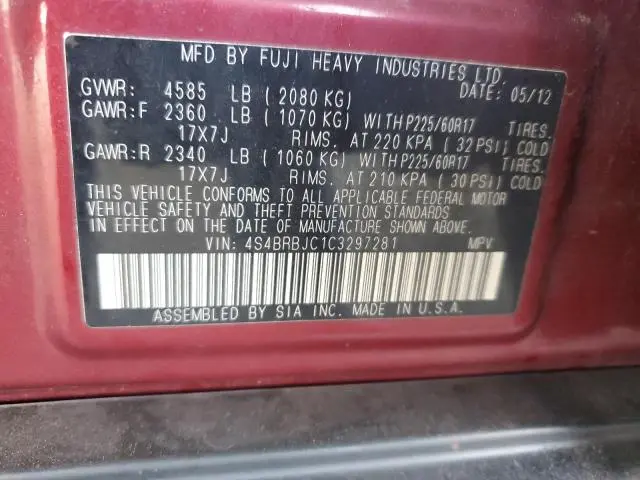 MFD BY FUJI HEAVY INDUSTRIES LTD.
GVWR: 4585 LB ( 2080 KG) DATE: 05/12
GAWR:F 2360 LB ( 1070 KG) WITH P225/60R17 TIRES.
17X7J RIMS. AT 220 KPA ( 32 PSI) COLD
GAWR:R 2340 LB ( 1060 KG) WITH P225/60R17 TIRES.
17X7J RIMS. AT 210 KPA ( 30 PSI) COLD
THIS VEHICLE CONFORMS TO ALL APPLICABLE FEDERAL MOTOR
VEHICLE SAFETY AND THEFT PREVENTION STANDARDS
IN EFFECT ON THE DATE OF MANUFACTURE SHOWN ABOVE.
VIN: 4S4BRBJC1C3297281 MPV
ASSEMBLED BY SIA INC. MADE IN U.S.A.